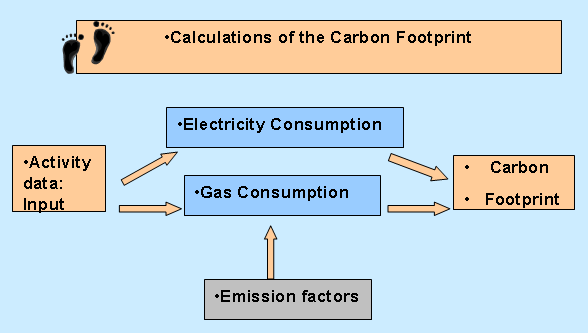 •Calculations of the Carbon Footprint
•Electricity Consumption
•Activity
data:
Input
•Gas Consumption
• Carbon
• Footprint
•Emission factors